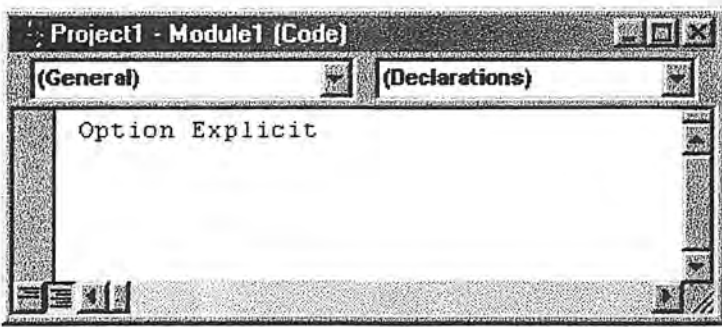 Project1 - Module1 (Code)
(General) (Declarations)
Option Explicit